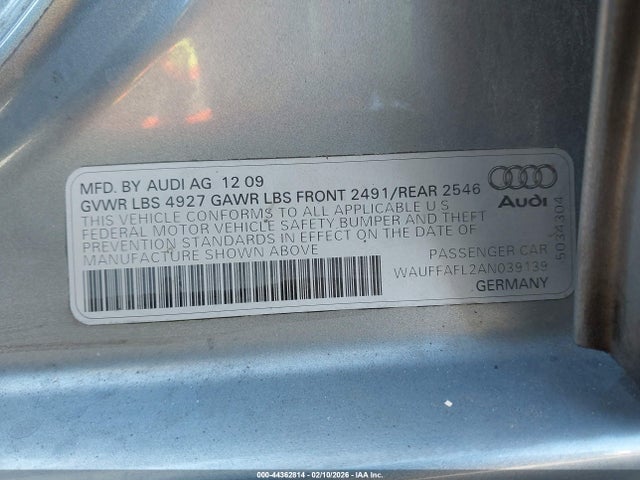 MFD. BY AUDI AG 12 09
GVWR LBS 4927 GAWR LBS FRONT 2491/REAR 2546
THIS VEHICLE CONFORMS TO ALL APPLICABLE U S
FEDERAL MOTOR VEHICLE SAFETY BUMPER AND THEFT
PREVENTION STANDARDS IN EFFECT ON THE DATE OF
MANUFACTURE SHOWN ABOVE
Audi
PASSENGER CAR
WAUFFAFL2AN039139
GERMANY
5034304
000-44362814 - 02/10/2026 - IAA Inc.